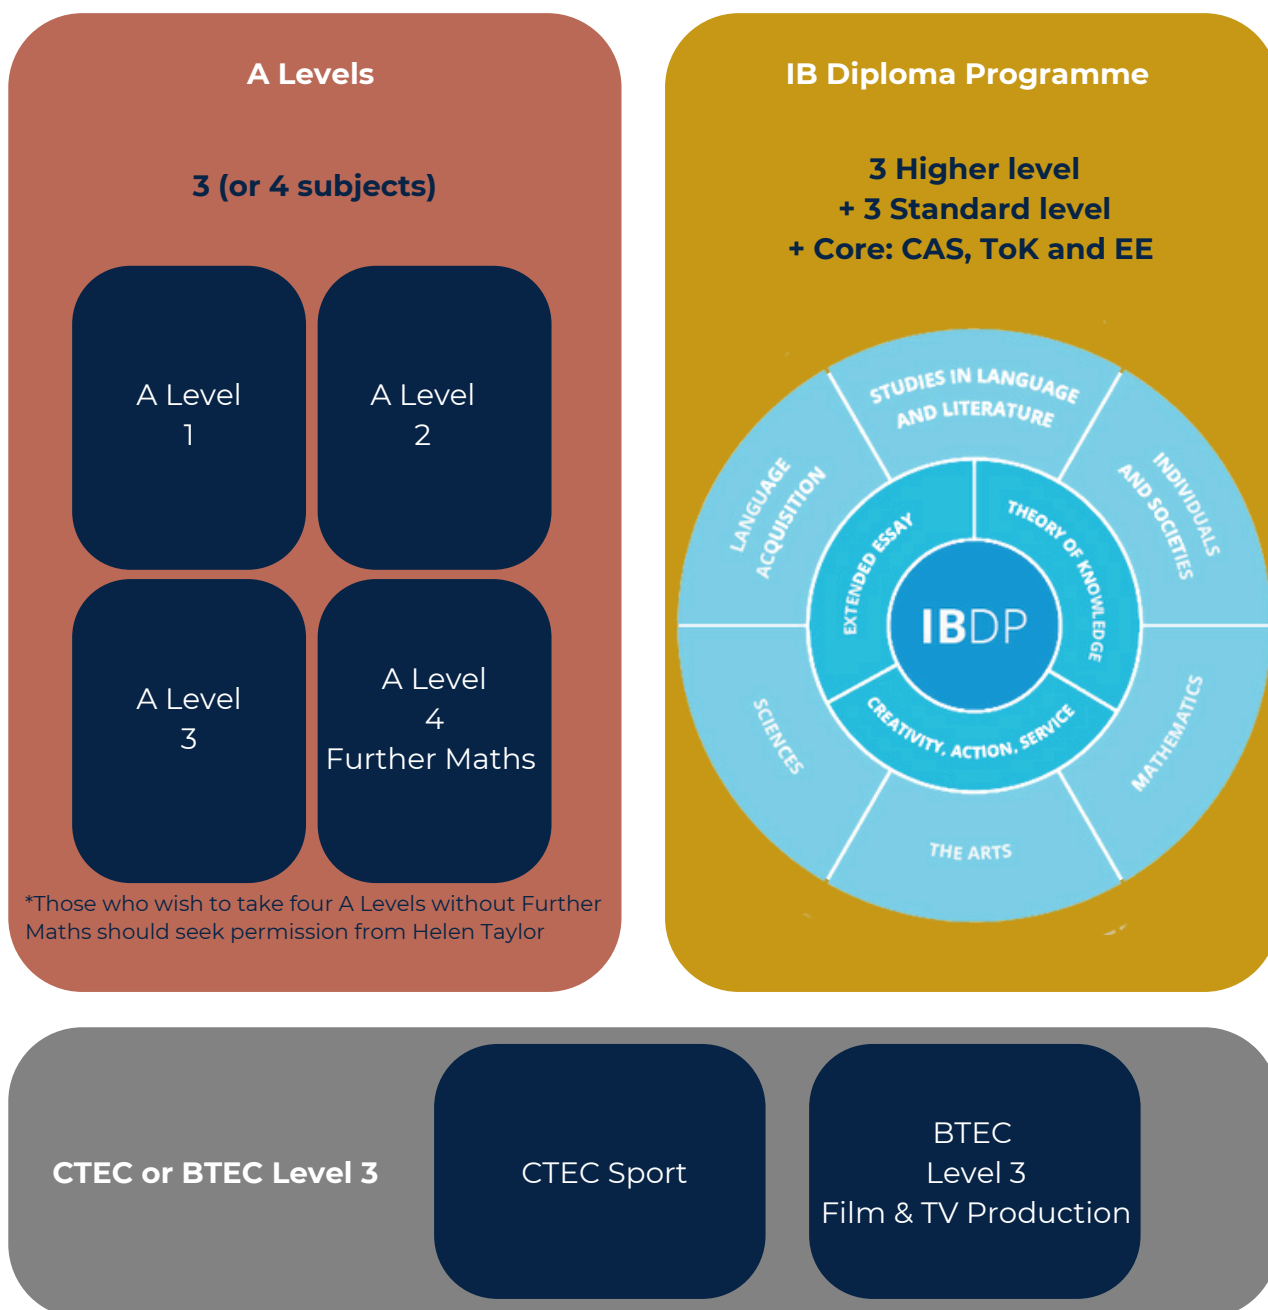 A Levels
3 (or 4 subjects)
A Level
1
A Level
2
A Level
3
A Level
4
Further Maths
*Those who wish to take four A Levels without Further
Maths should seek permission from Helen Taylor
IB Diploma Programme
3 Higher level
+ 3 Standard level
+ Core: CAS, ToK and EE
STUDIES IN LANGUAGE
AND LITERATURE
INDIVIDUALS
AND SOCIETIES
MATHEMATICS
THE ARTS
SCIENCES
LANGUAGE
ACQUISITION
EXTENDED ESSAY
THEORY OF KNOWLEDGE
CREATIVITY, ACTION, SERVICE
IBDP
CTEC or BTEC Level 3
CTEC Sport
BTEC
Level 3
Film & TV Production